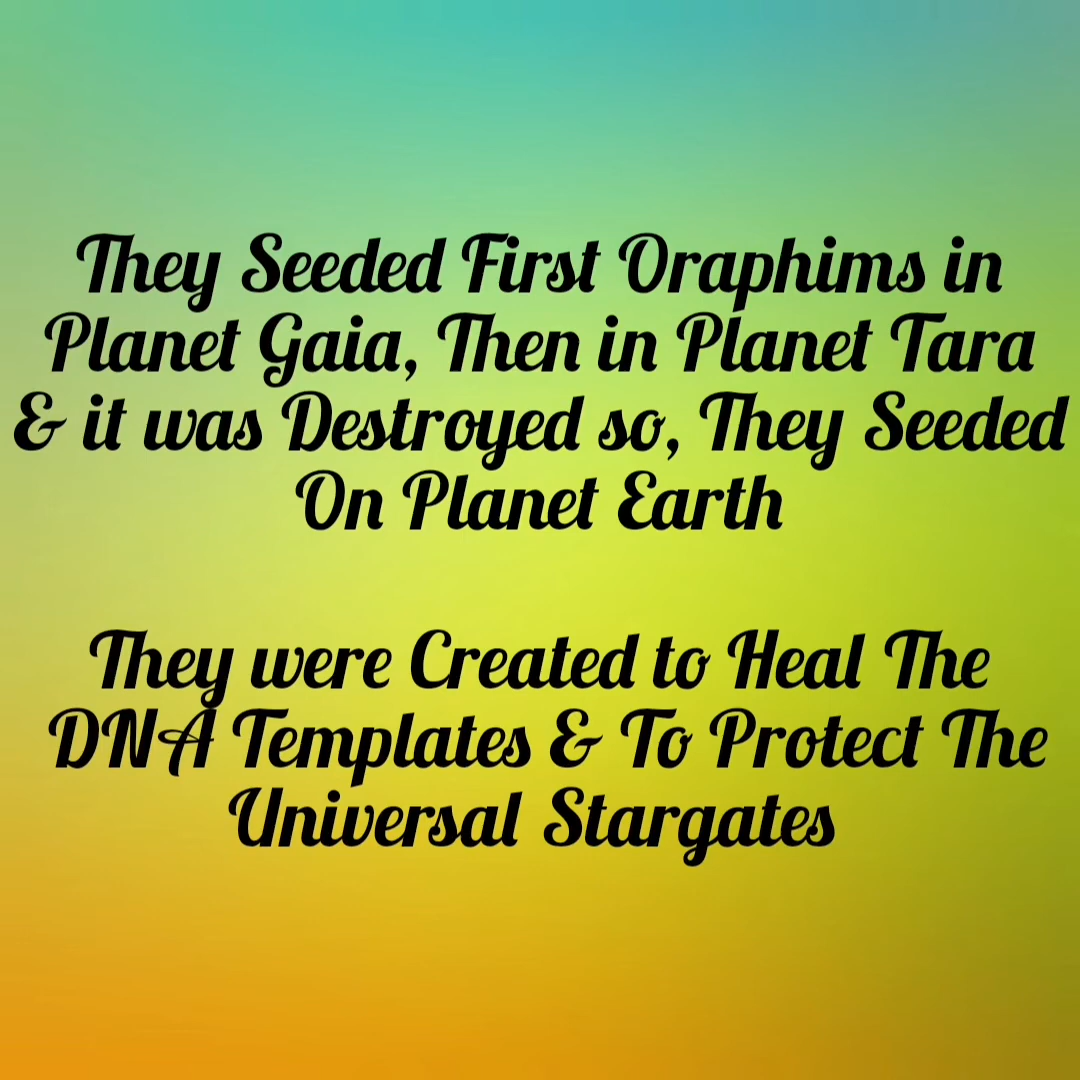 They Seeded First Oraphims in
Planet Gaia, Then in Planet Tara
& it was Destroyed so, They Seeded
On Planet Earth
They were Created to Heal The
DNA Templates & To Protect The
Universal Stargates